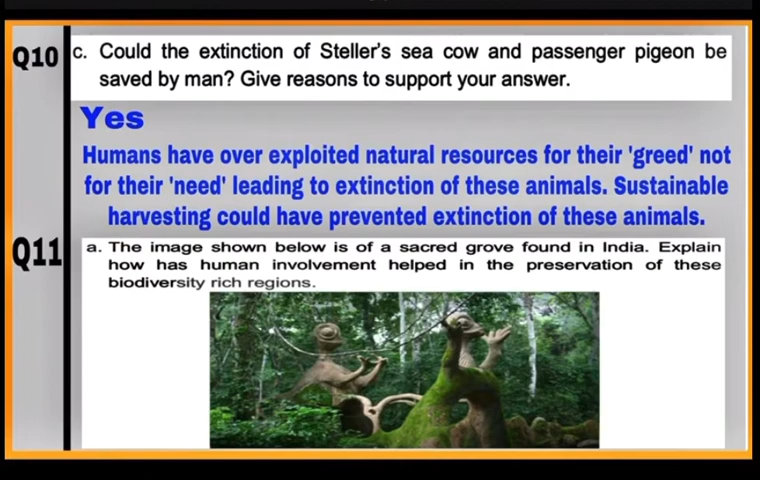 Q10
c. Could the extinction of Steller's sea cow and passenger pigeon be
saved by man? Give reasons to support your answer.
Yes
Humans have over exploited natural resources for their 'greed' not
for their 'need' leading to extinction of these animals. Sustainable
harvesting could have prevented extinction of these animals.
Q11
a. The image shown below is of a sacred grove found in India. Explain
how has human involvement helped in the preservation of these
biodiversity rich regions.